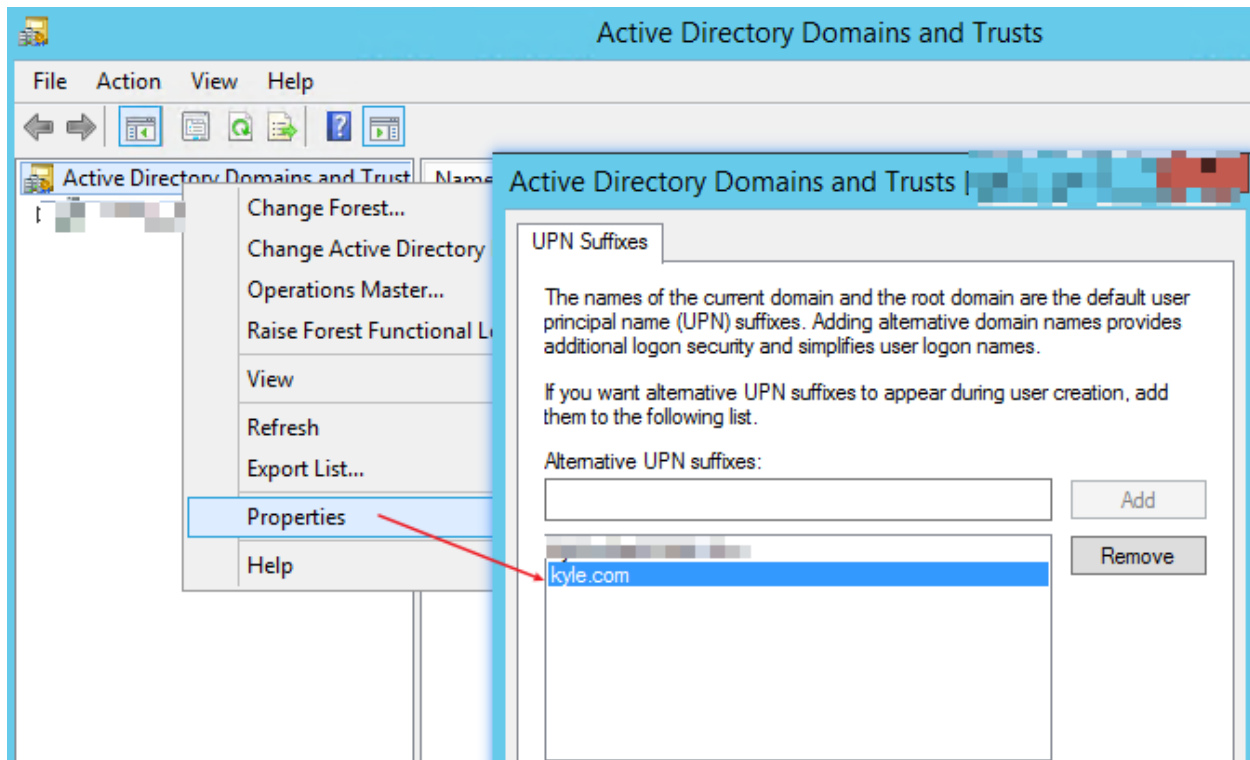 Active Directory Domains and Trusts
File Action View Help
Active Directory Domains and Trust
Name
Change Forest...
Change Active Directory
Operations Master...
Raise Forest Functional
View
Refresh
Export List...
Properties
Help
Active Directory Domains and Trusts
UPN Suffixes
The names of the current domain and the root domain are the default user
principal name (UPN) suffixes. Adding alternative domain names provides
additional logon security and simplifies user logon names.
If you want alternative UPN suffixes to appear during user creation, add
them to the following list.
Alternative UPN suffixes:
Add
kyle.com
Remove